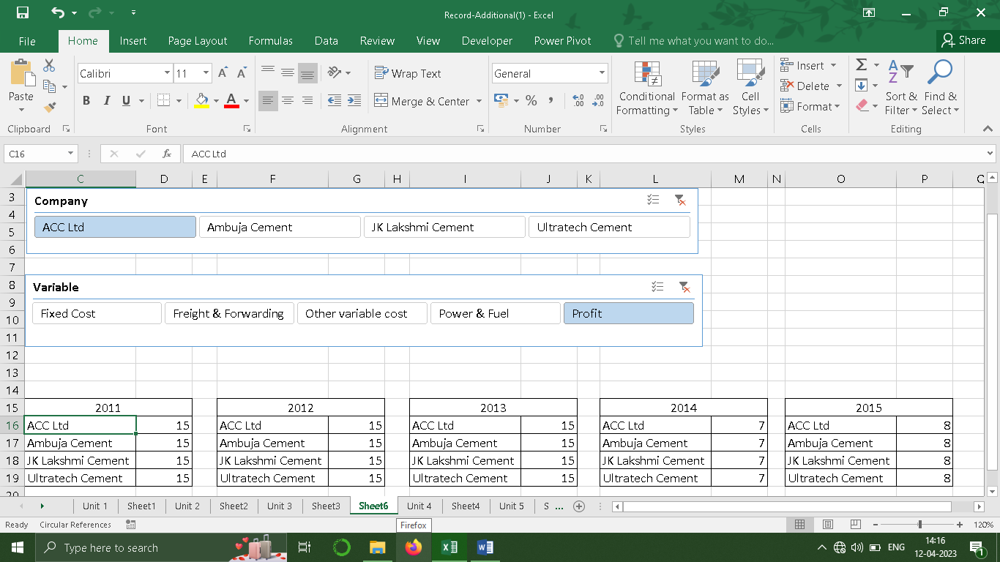 Record-Additional(1) - Excel
File Home Insert Page Layout Formulas Data Review View Developer Power Pivot Tell me what you want to do... Share
Paste
Calibri 11
B I U A
Wrap Text
Merge & Center
General
% , .00 .0
Conditional Formatting
Format as Table
Cell Styles
Insert
Delete
Format
Sort & Filter
Find & Select
Clipboard Font Alignment Number Styles Cells Editing
C16 fx ACC Ltd
C D E F G H I J K L M N O P Q
3 Company
4
5 ACC Ltd Ambuja Cement JK Lakshmi Cement Ultratech Cement
6
7
8 Variable
9
10 Fixed Cost Freight & Forwarding Other variable cost Power & Fuel Profit
11
12
13
14
15 2011 2012 2013 2014 2015
16 ACC Ltd 15 ACC Ltd 15 ACC Ltd 15 ACC Ltd 7 ACC Ltd 8
17 Ambuja Cement 15 Ambuja Cement 15 Ambuja Cement 15 Ambuja Cement 7 Ambuja Cement 8
18 JK Lakshmi Cement 15 JK Lakshmi Cement 15 JK Lakshmi Cement 15 JK Lakshmi Cement 7 JK Lakshmi Cement 8
19 Ultratech Cement 15 Ultratech Cement 15 Ultratech Cement 15 Ultratech Cement 7 Ultratech Cement 8
20
Unit 1 Sheet1 Unit 2 Sheet2 Unit 3 Sheet3 Sheet6 Unit 4 Sheet4 Unit 5 S ...
Ready Circular References 120%
Firefox
Type here to search
ENG
14:16
12-04-2023
1